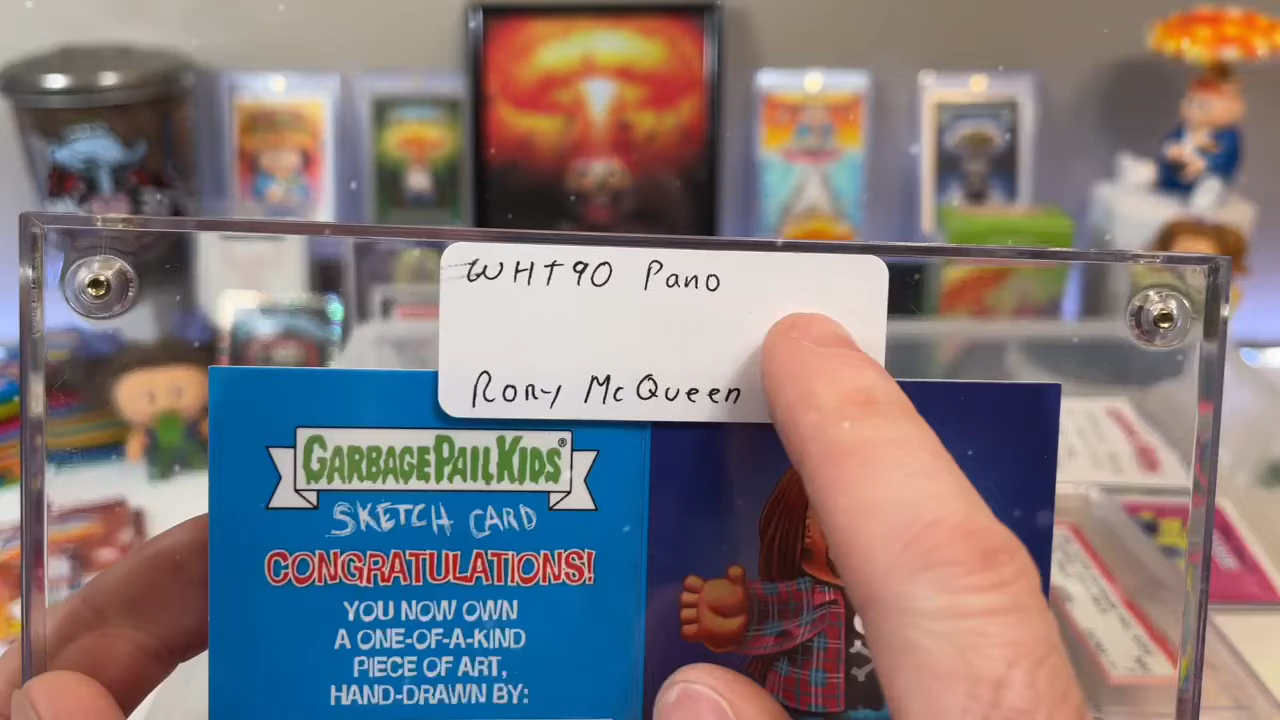 WHT90 Pano
Rory McQueen
GARBAGE PAIL KIDS®
SKETCH CARD
CONGRATULATIONS!
YOU NOW OWN
A ONE-OF-A-KIND
PIECE OF ART,
HAND-DRAWN BY: